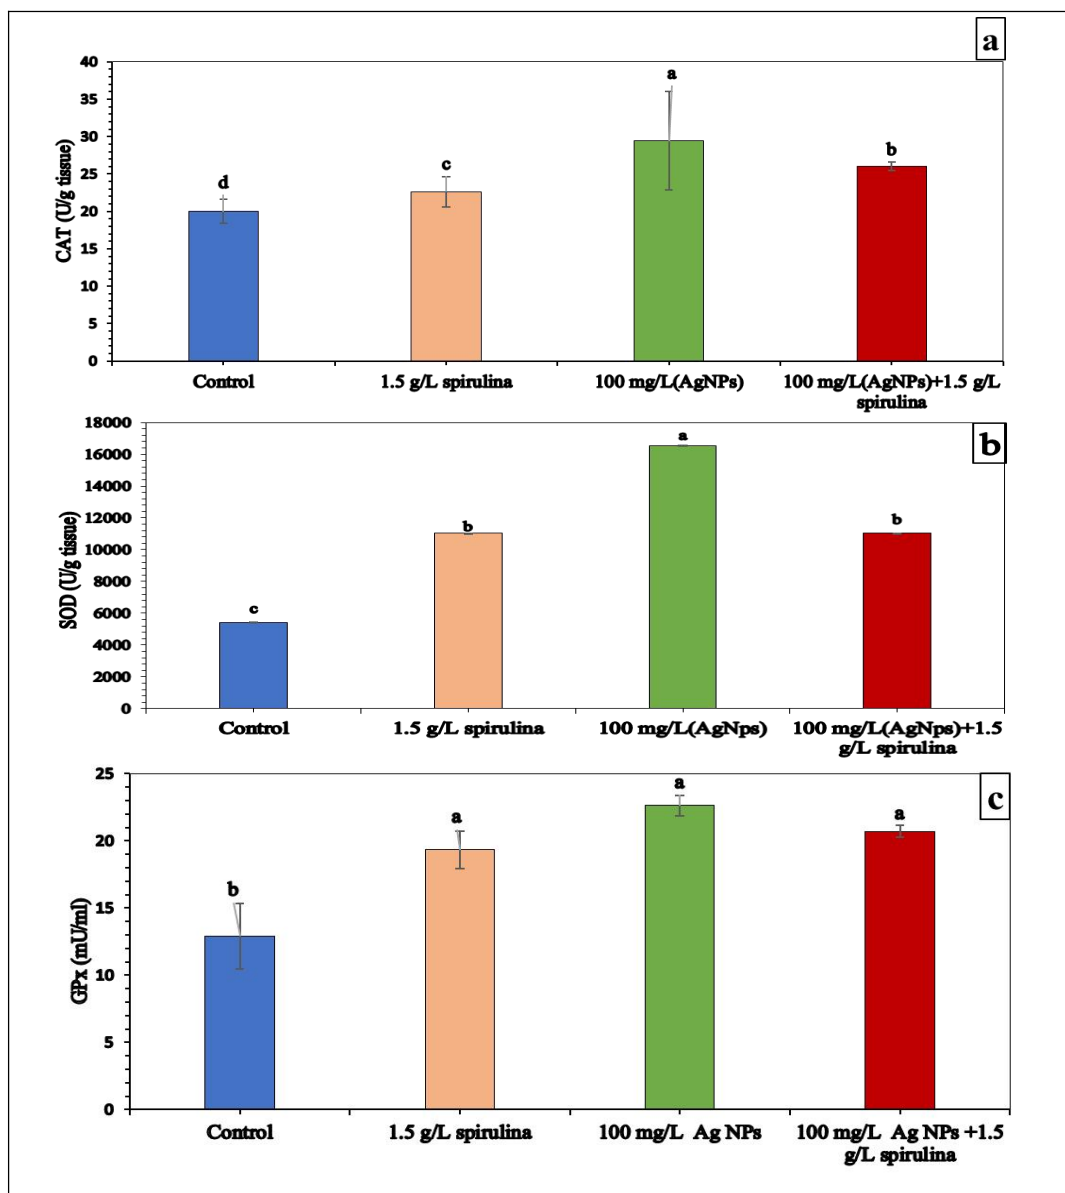 a
40
35
30
25
20
15
10
5
0
CAT (U/g tissue)
d
c
a
b
Control
1.5 g/L spirulina
100 mg/L(AgNPs)
100 mg/L(AgNPs)+1.5 g/L
spirulina
b
18000
16000
14000
12000
10000
8000
6000
4000
2000
0
SOD (U/g tissue)
c
b
a
b
Control
1.5 g/L spirulina
100 mg/L(AgNps)
100 mg/L(AgNps)+1.5
g/L spirulina
c
25
20
15
10
5
0
GPx (mU/ml)
b
a
a
a
Control
1.5 g/L spirulina
100 mg/L Ag NPs
100 mg/L Ag NPs +1.5
g/L spirulina